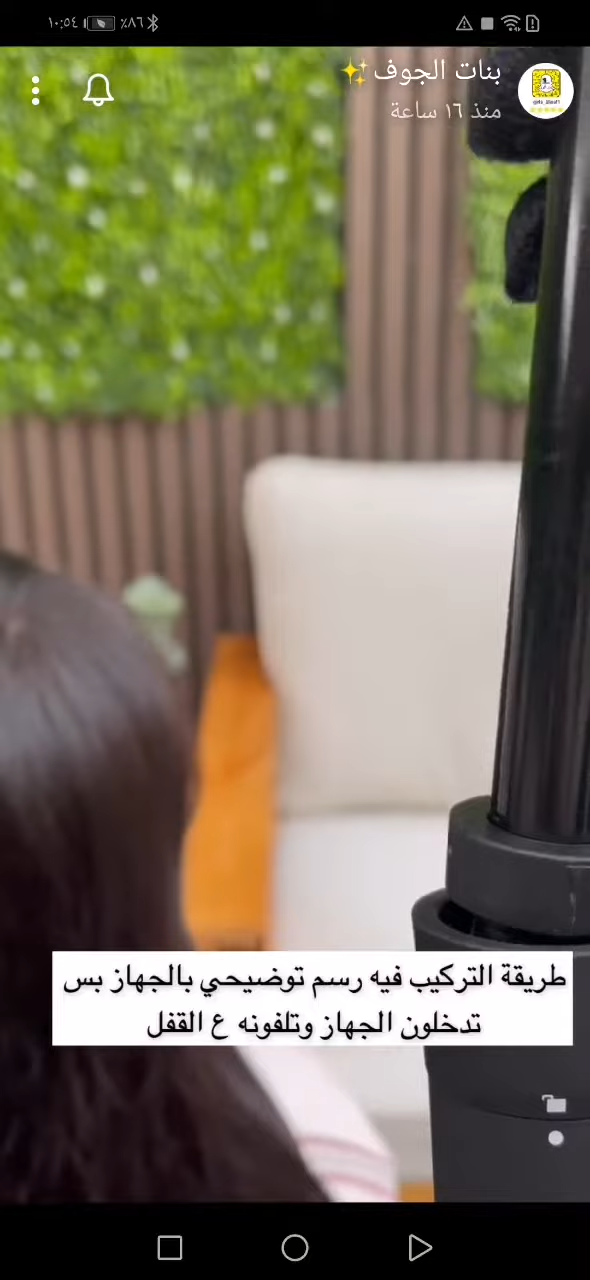 ١٠:٥٤
٪٨٦
بنات الجوف✨
منذ ١٦ ساعة
طريقة التركيب فيه رسم توضيحي بالجهاز بس
تدخلون الجهاز وتلفونه ع القفل